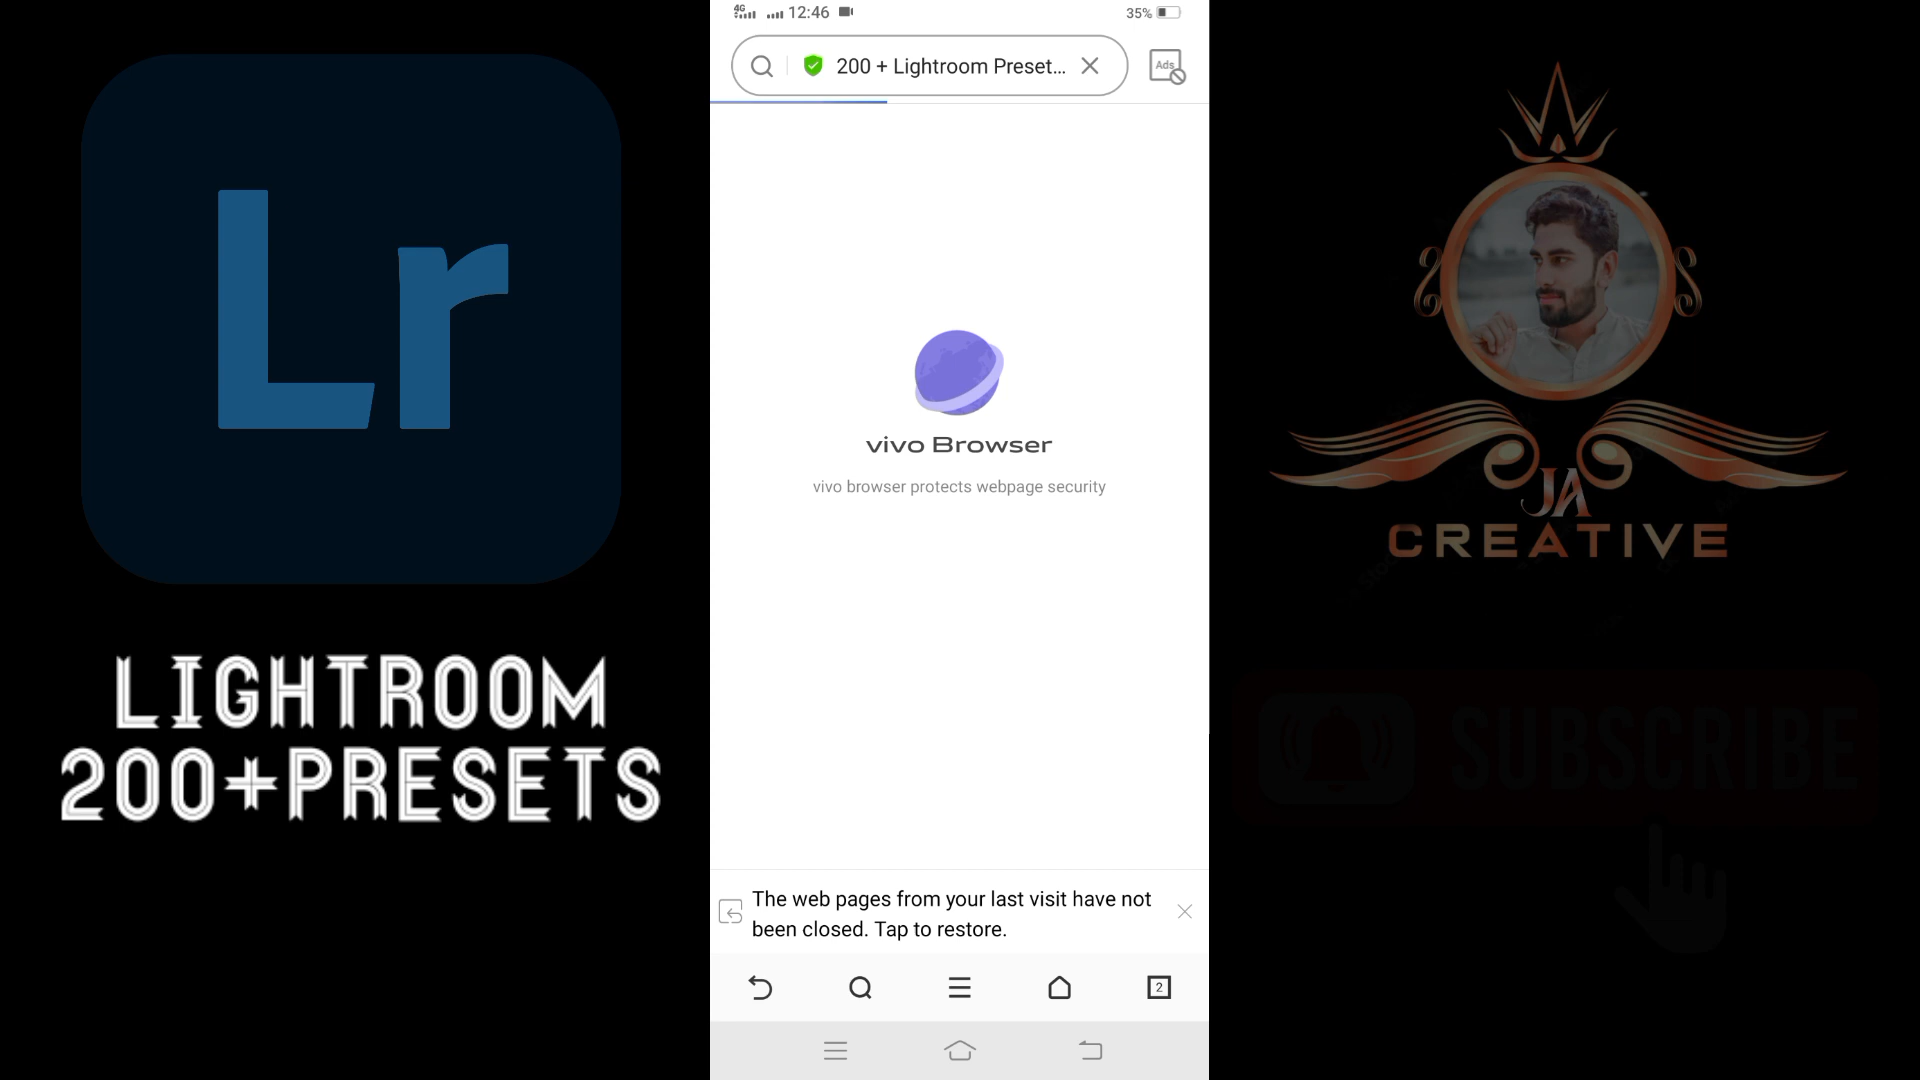 Lr
LIGHTROOM
200+PRESETS
4G 12:46 35%
200 + Lightroom Preset... Ads
vivo Browser
vivo browser protects webpage security
The web pages from your last visit have not
been closed. Tap to restore.
2
JA
CREATIVE
SUBSCRIBE